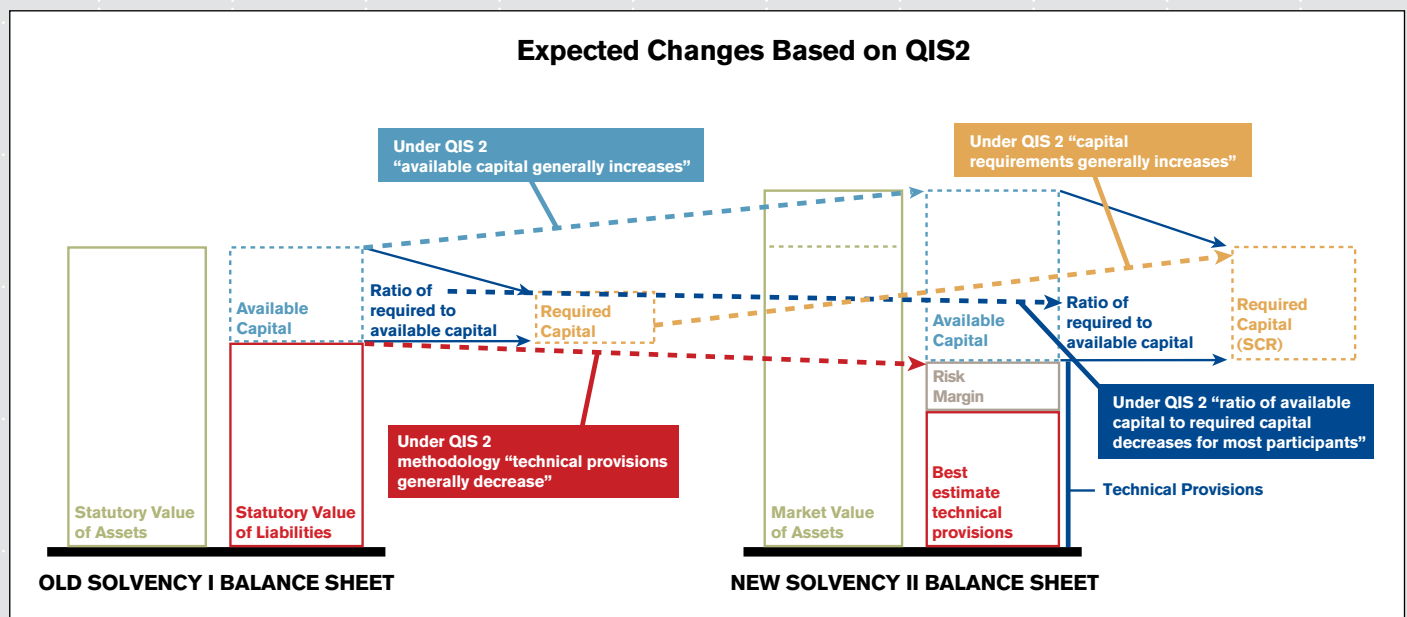 Expected Changes Based on QIS2
Under QIS 2
“available capital generally increases”
Under QIS 2 “capital
requirements generally increases”
Available
Capital
Ratio of
required to
available capital
Required
Capital
Statutory Value
of Assets
Statutory Value
of Liabilities
Under QIS 2
methodology “technical provisions
generally decrease”
OLD SOLVENCY I BALANCE SHEET
Market Value
of Assets
Available
Capital
Risk
Margin
Best
estimate
technical
provisions
Ratio of
required to
available capital
Required
Capital
(SCR)
Under QIS 2 “ratio of available
capital to required capital
decreases for most participants”
Technical Provisions
NEW SOLVENCY II BALANCE SHEET